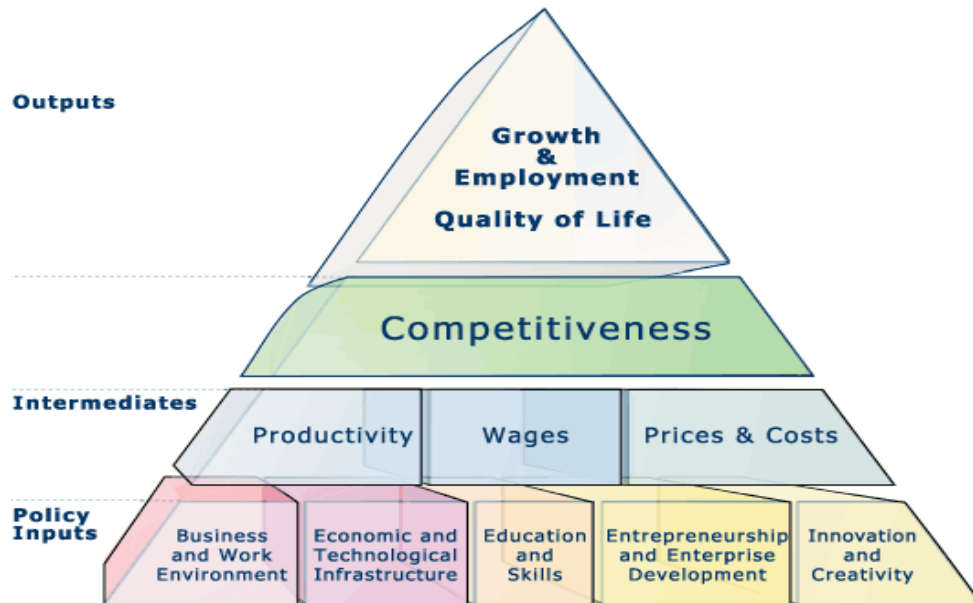 Outputs
Growth
&
Employment
Quality of Life
Competitiveness
Intermediates
Productivity
Wages
Prices & Costs
Policy
Inputs
Business
and Work
Environment
Economic and
Technological
Infrastructure
Education
and
Skills
Entrepreneurship
and Enterprise
Development
Innovation
and
Creativity